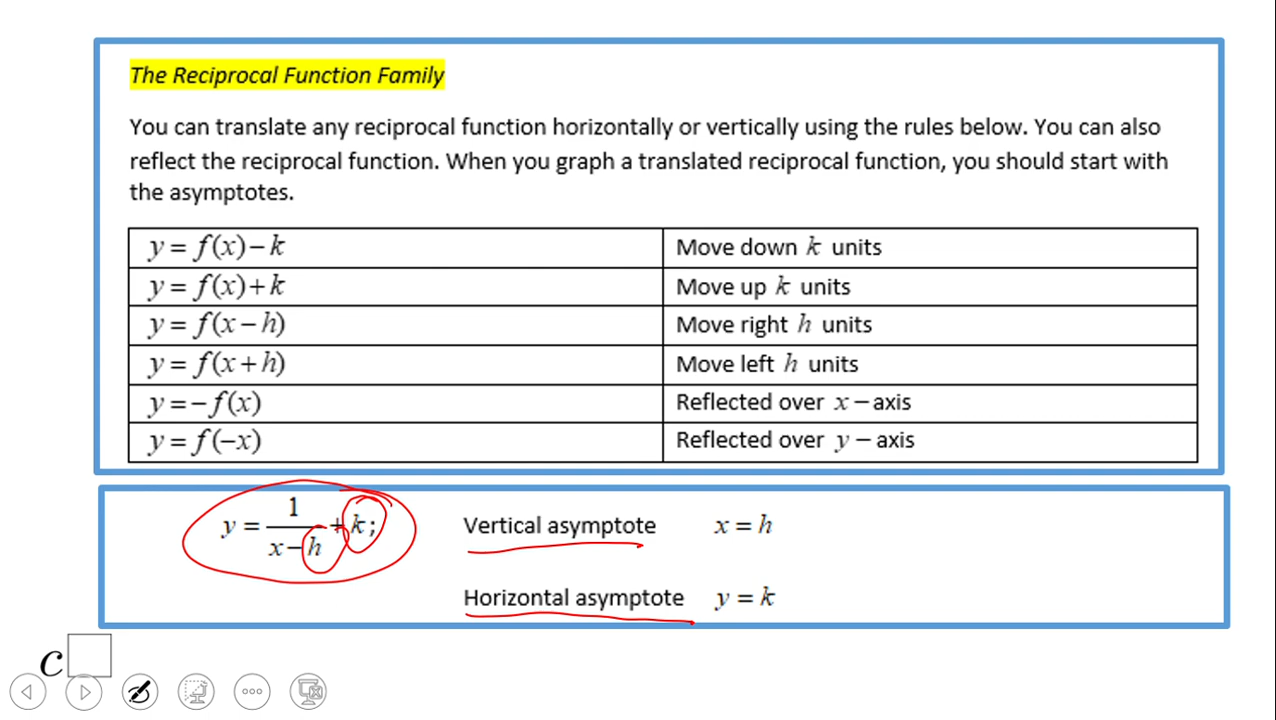 The Reciprocal Function Family
You can translate any reciprocal function horizontally or vertically using the rules below. You can also
reflect the reciprocal function. When you graph a translated reciprocal function, you should start with
the asymptotes.
y = f(x) − k Move down k units
y = f(x) + k Move up k units
y = f(x − h) Move right h units
y = f(x + h) Move left h units
y = − f(x) Reflected over x − axis
y = f(−x) Reflected over y − axis
y = 1/(x − h) + k; Vertical asymptote x = h
Horizontal asymptote y = k
c